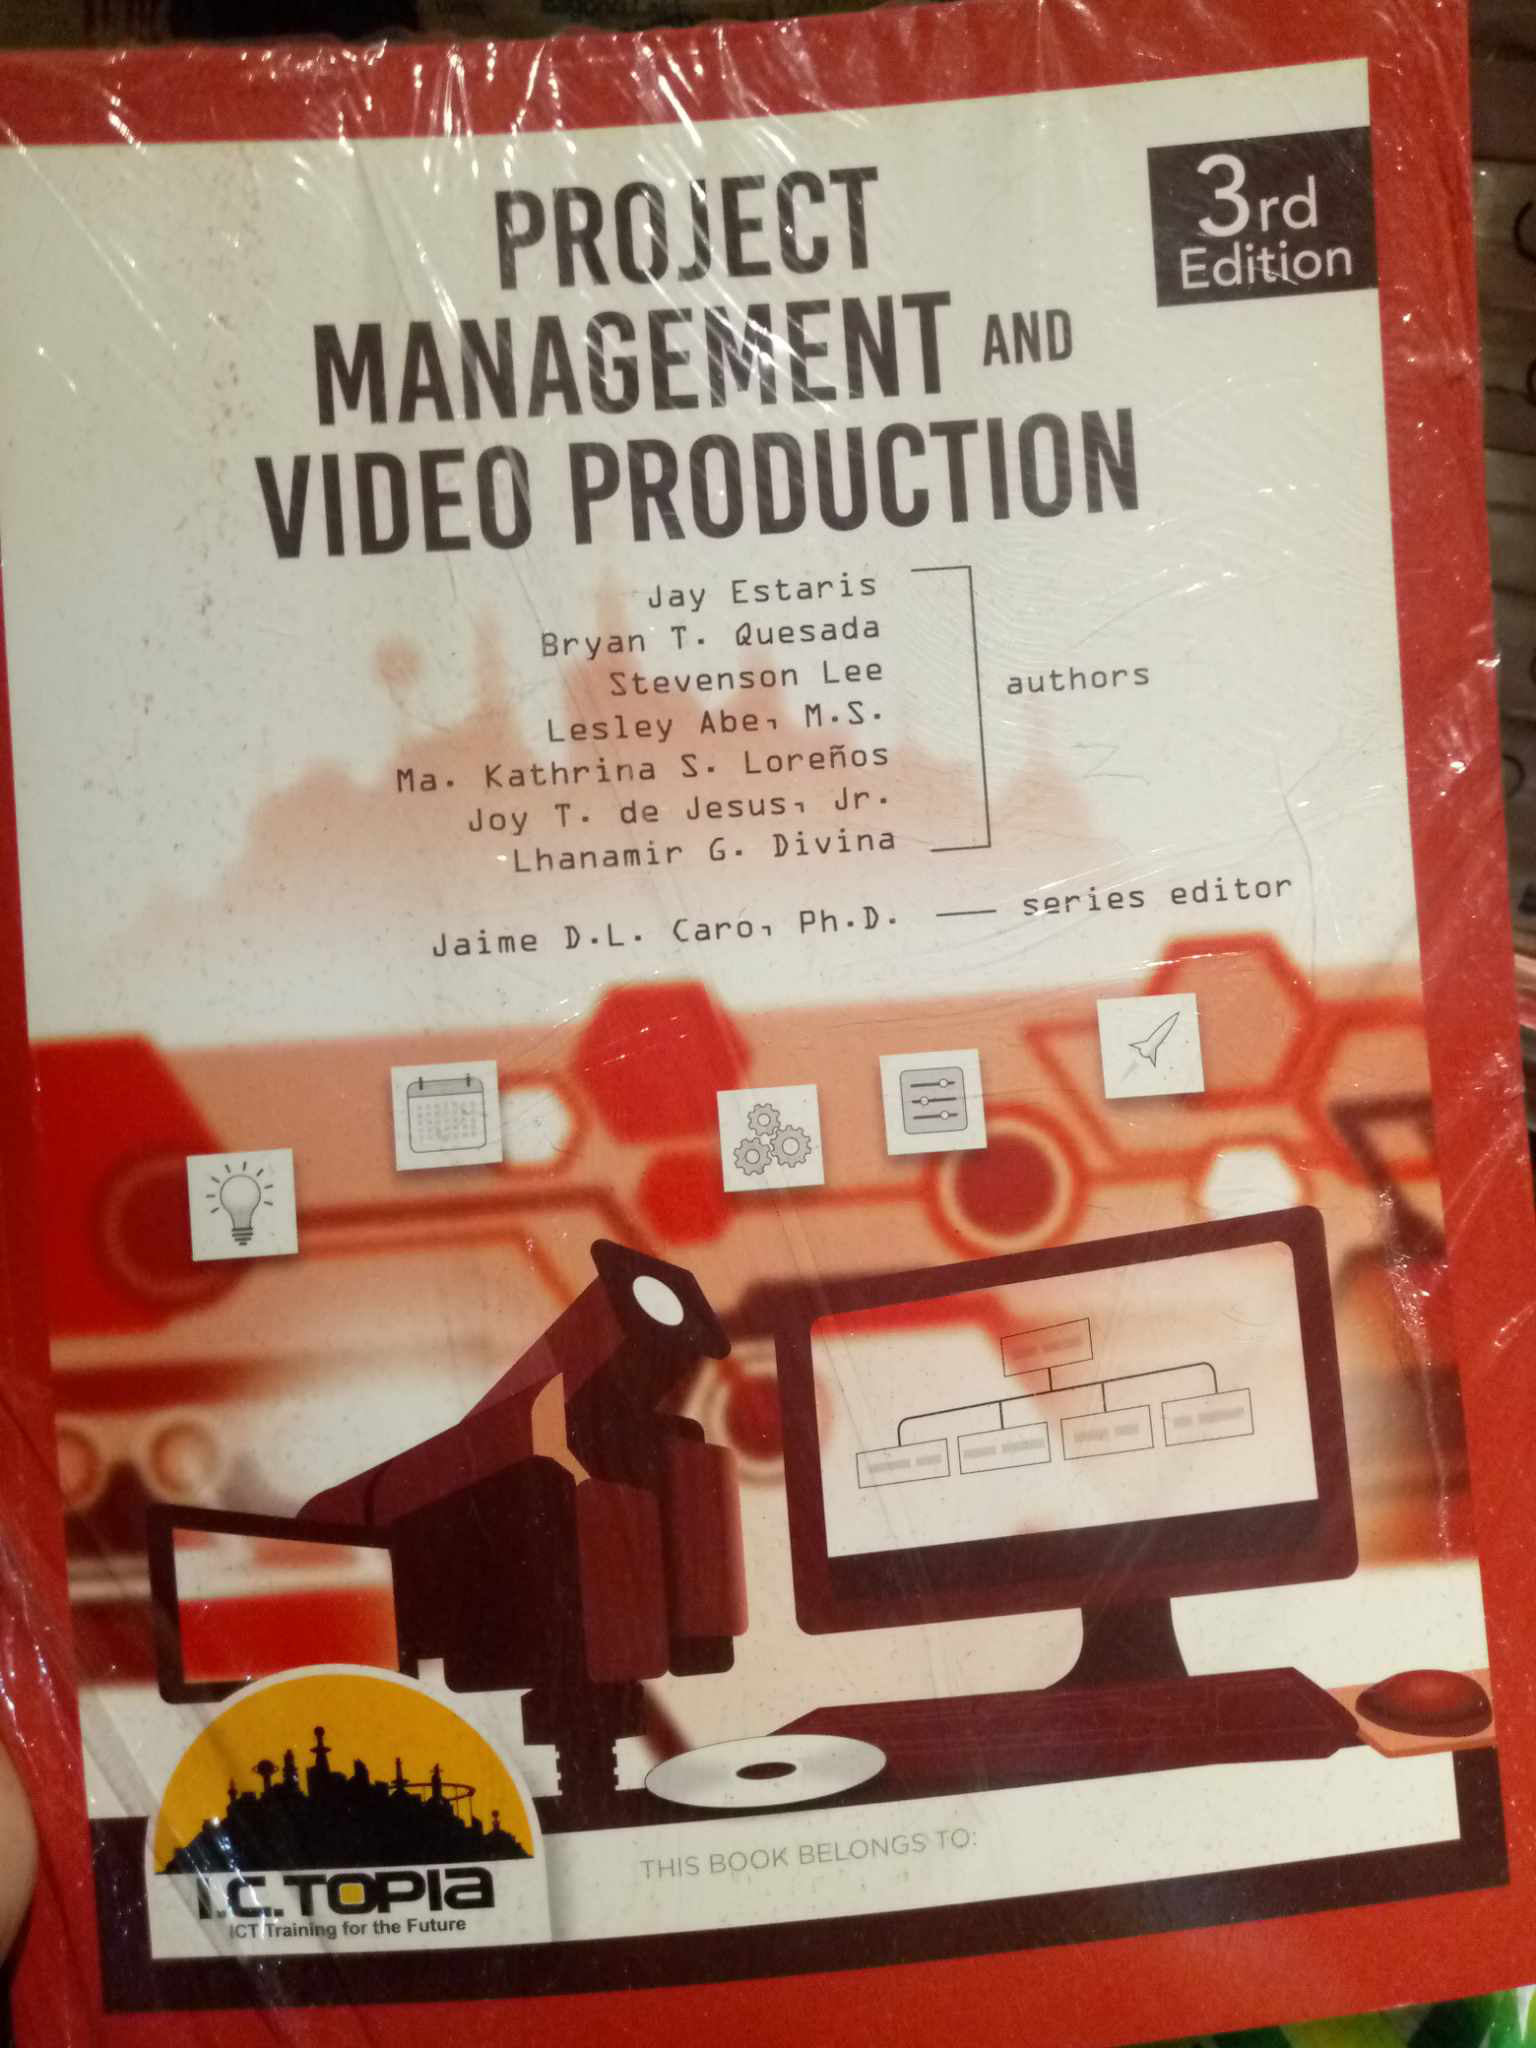 PROJECT
MANAGEMENT AND
VIDEO PRODUCTION
3rd
Edition
Jay Estaris
Bryan T. Quesada
Stevenson Lee
Lesley Abe, M.S.
Ma. Kathrina S. Loreños
Joy T. de Jesus, Jr.
Lhanamir G. Divina
authors
Jaime D.L. Caro, Ph.D. — series editor
THIS BOOK BELONGS TO:
I.C.TOPIA
ICT Training for the Future